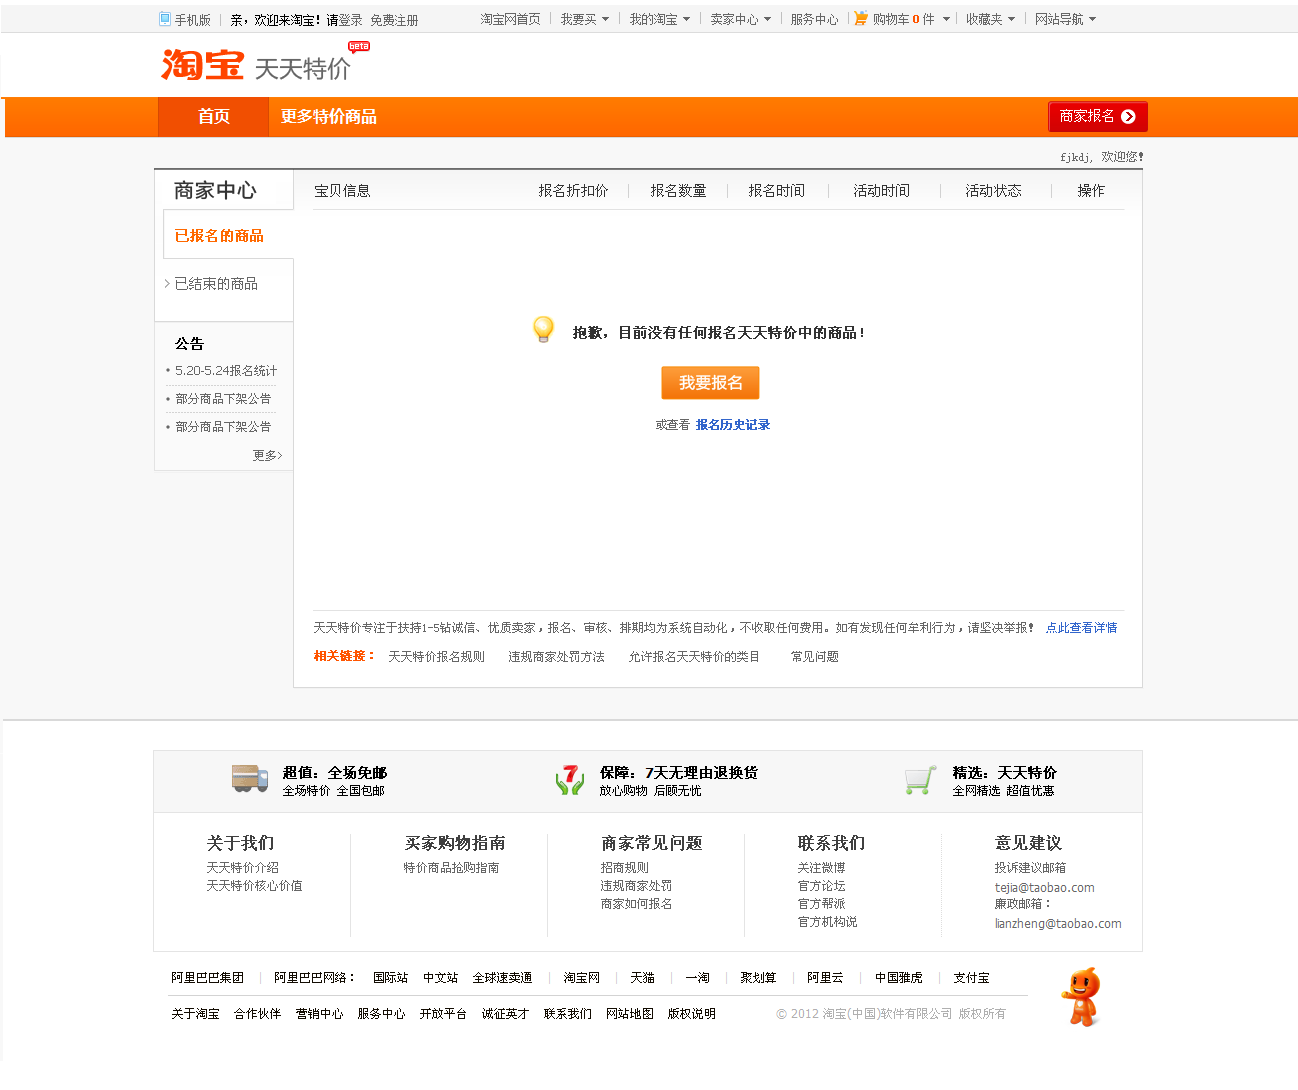 手机版 亲，欢迎来淘宝！请登录 免费注册 淘宝网首页 我要买 我的淘宝 卖家中心 服务中心 购物车 0 件 收藏夹 网站导航
淘宝 天天特价 beta
首页 更多特价商品 商家报名
fjkdj, 欢迎您!
商家中心 宝贝信息 报名折扣价 报名数量 报名时间 活动时间 活动状态 操作
已报名的商品
已结束的商品
公告
5.20-5.24报名统计
部分商品下架公告
部分商品下架公告
更多>
抱歉，目前没有任何报名天天特价中的商品！
我要报名
或查看 报名历史记录
天天特价专注于扶持1-5钻诚信、优质卖家，报名、审核、排期均为系统自动化，不收取任何费用。如有发现任何牟利行为，请坚决举报！ 点此查看详情
相关链接： 天天特价报名规则 违规商家处罚方法 允许报名天天特价的类目 常见问题
超值：全场免邮
全场特价 全国包邮
保障：7天无理由退换货
放心购物 后顾无忧
精选：天天特价
全网精选 超值优惠
关于我们
天天特价介绍
天天特价核心价值
买家购物指南
特价商品抢购指南
商家常见问题
招商规则
违规商家处罚
商家如何报名
联系我们
关注微博
官方论坛
官方帮派
官方机构说
意见建议
投诉建议邮箱
tejia@taobao.com
廉政邮箱：
lianzheng@taobao.com
阿里巴巴集团 阿里巴巴网络： 国际站 中文站 全球速卖通 淘宝网 天猫 一淘 聚划算 阿里云 中国雅虎 支付宝
关于淘宝 合作伙伴 营销中心 服务中心 开放平台 诚征英才 联系我们 网站地图 版权说明 © 2012 淘宝(中国)软件有限公司 版权所有